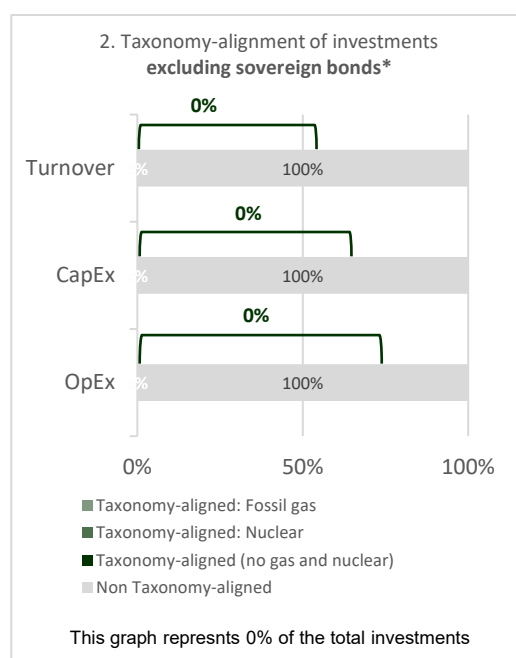 2. Taxonomy-alignment of investments
excluding sovereign bonds*
0%
Turnover
%
100%
0%
CapEx
%
100%
0%
OpEx
%
100%
0%
50%
100%
Taxonomy-aligned: Fossil gas
Taxonomy-aligned: Nuclear
Taxonomy-aligned (no gas and nuclear)
Non Taxonomy-aligned
This graph represnts 0% of the total investments